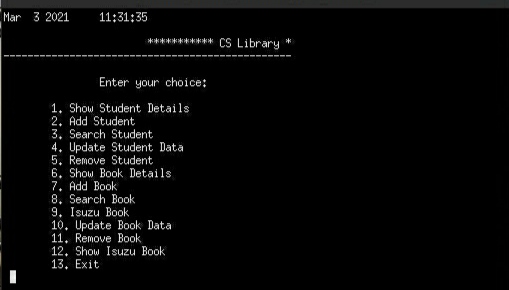 Mar 3 2021 11:31:35
*********** CS Library *
------------------------------------------------
Enter your choice:
1. Show Student Details
2. Add Student
3. Search Student
4. Update Student Data
5. Remove Student
6. Show Book Details
7. Add Book
8. Search Book
9. Isuzu Book
10. Update Book Data
11. Remove Book
12. Show Isuzu Book
13. Exit